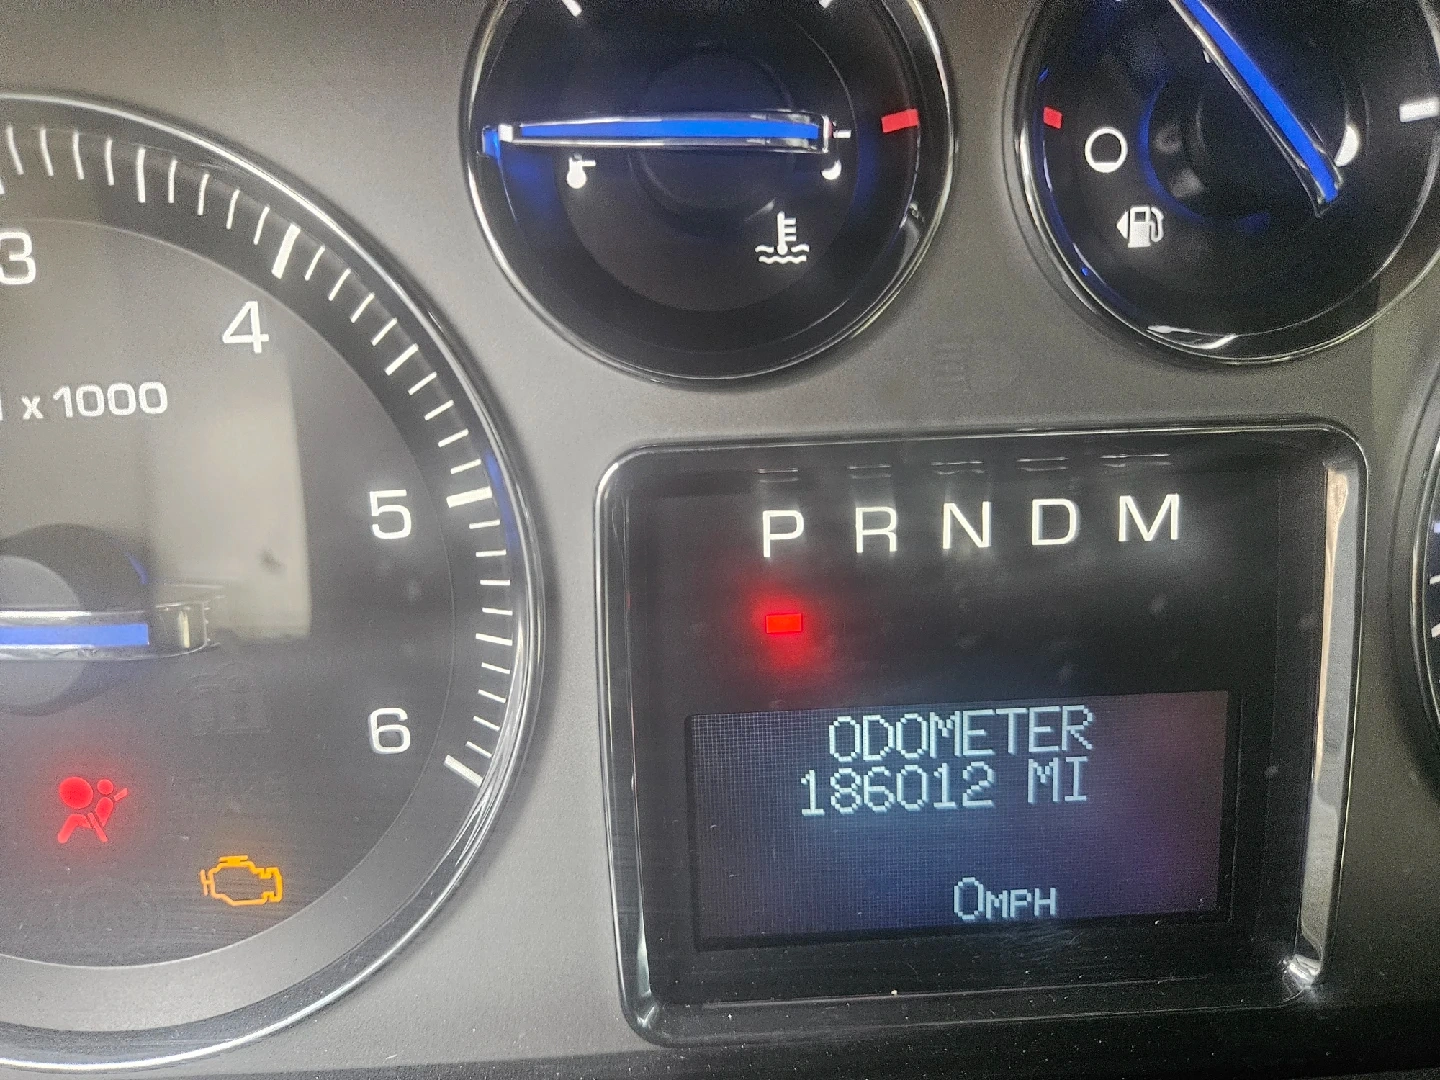 3
4
x 1000
5
6
P R N D M
ODOMETER
186012 MI
0MPH